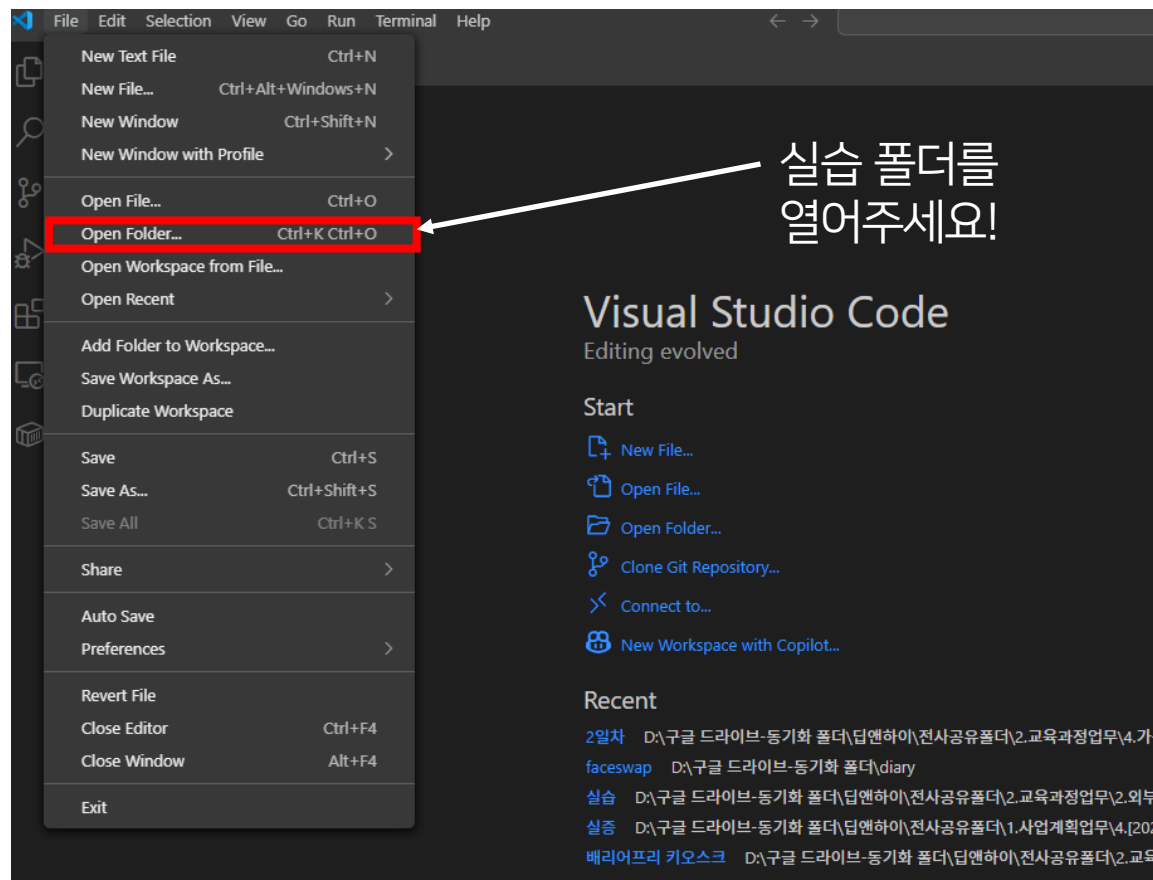 File Edit Selection View Go Run Terminal Help
New Text File Ctrl+N
New File... Ctrl+Alt+Windows+N
New Window Ctrl+Shift+N
New Window with Profile
Open File... Ctrl+O
Open Folder... Ctrl+K Ctrl+O
Open Workspace from File...
Open Recent
Add Folder to Workspace...
Save Workspace As...
Duplicate Workspace
Save Ctrl+S
Save As... Ctrl+Shift+S
Save All Ctrl+K S
Share
Auto Save
Preferences
Revert File
Close Editor Ctrl+F4
Close Window Alt+F4
Exit
실습 폴더를
열어주세요!
Visual Studio Code
Editing evolved
Start
New File...
Open File...
Open Folder...
Clone Git Repository...
Connect to...
New Workspace with Copilot...
Recent
2일차 D:\구글 드라이브-동기화 폴더\딥앤하이\전사공유폴더\2.교육과정업무\4.가
faceswap D:\구글 드라이브-동기화 폴더\diary
실습 D:\구글 드라이브-동기화 폴더\딥앤하이\전사공유폴더\2.교육과정업무\2.외부
실증 D:\구글 드라이브-동기화 폴더\딥앤하이\전사공유폴더\1.사업계획업무\4.[202
배리어프리 키오스크 D:\구글 드라이브-동기화 폴더\딥앤하이\전사공유폴더\2.교육